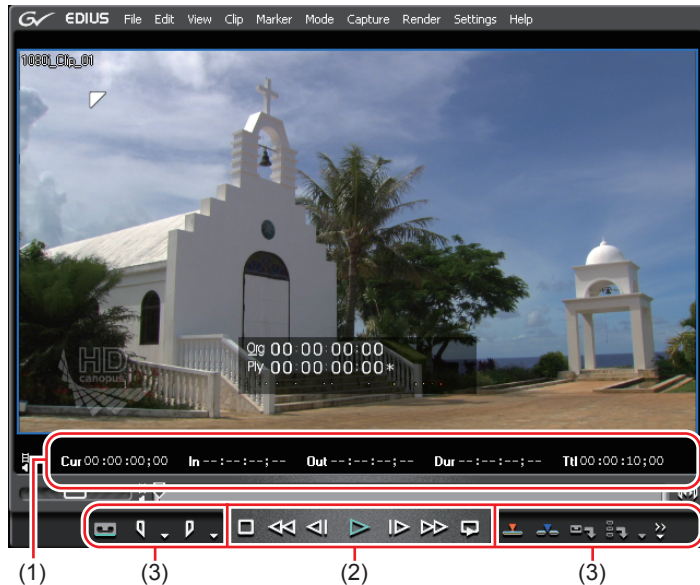 GV EDIUS File Edit View Clip Marker Mode Capture Render Settings Help
1080i_Clip_01
Org 00:00:00;00
Ply 00:00:00;00*
HD
canopus
Cur 00:00:00;00 In --:--:--;-- Out --:--:--;-- Dur --:--:--;-- Ttl 00:00:10;00
(1) (3) (2) (3)